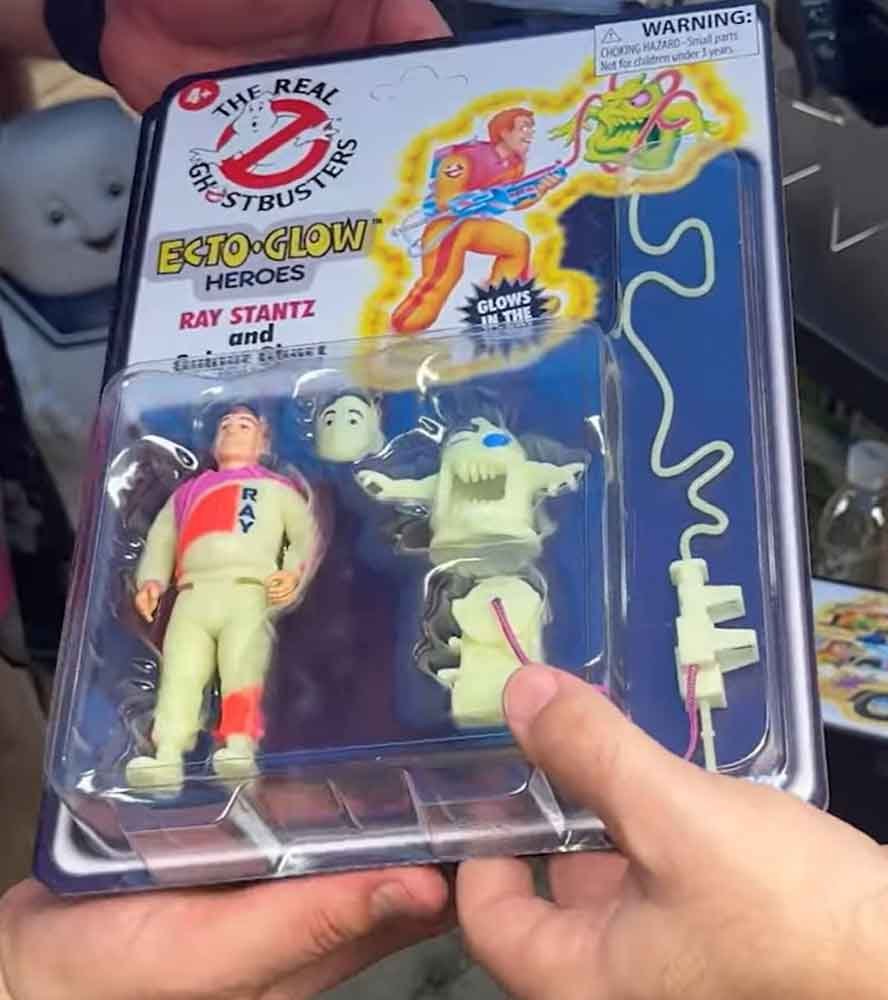 WARNING:
CHOKING HAZARD-Small parts
Not for children under 3 years.
4+
THE REAL
GHOSTBUSTERS
ECTO•GLOW™
HEROES
RAY STANTZ
and
GLOWS
IN THE
RAY